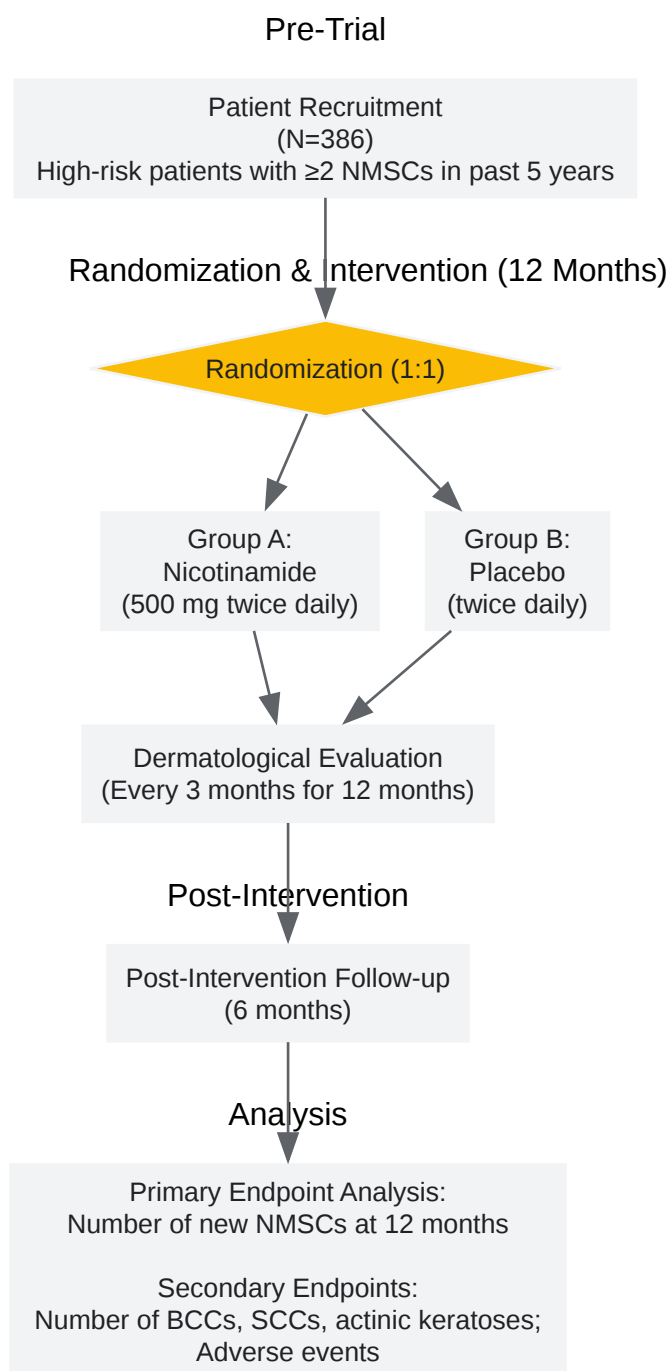 Pre-Trial
Patient Recruitment
(N=386)
High-risk patients with ≥2 NMSCs in past 5 years
Randomization & Intervention (12 Months)
Randomization (1:1)
Group A:
Nicotinamide
(500 mg twice daily)
Group B:
Placebo
(twice daily)
Dermatological Evaluation
(Every 3 months for 12 months)
Post-Intervention
Post-Intervention Follow-up
(6 months)
Analysis
Primary Endpoint Analysis:
Number of new NMSCs at 12 months
Secondary Endpoints:
Number of BCCs, SCCs, actinic keratoses;
Adverse events